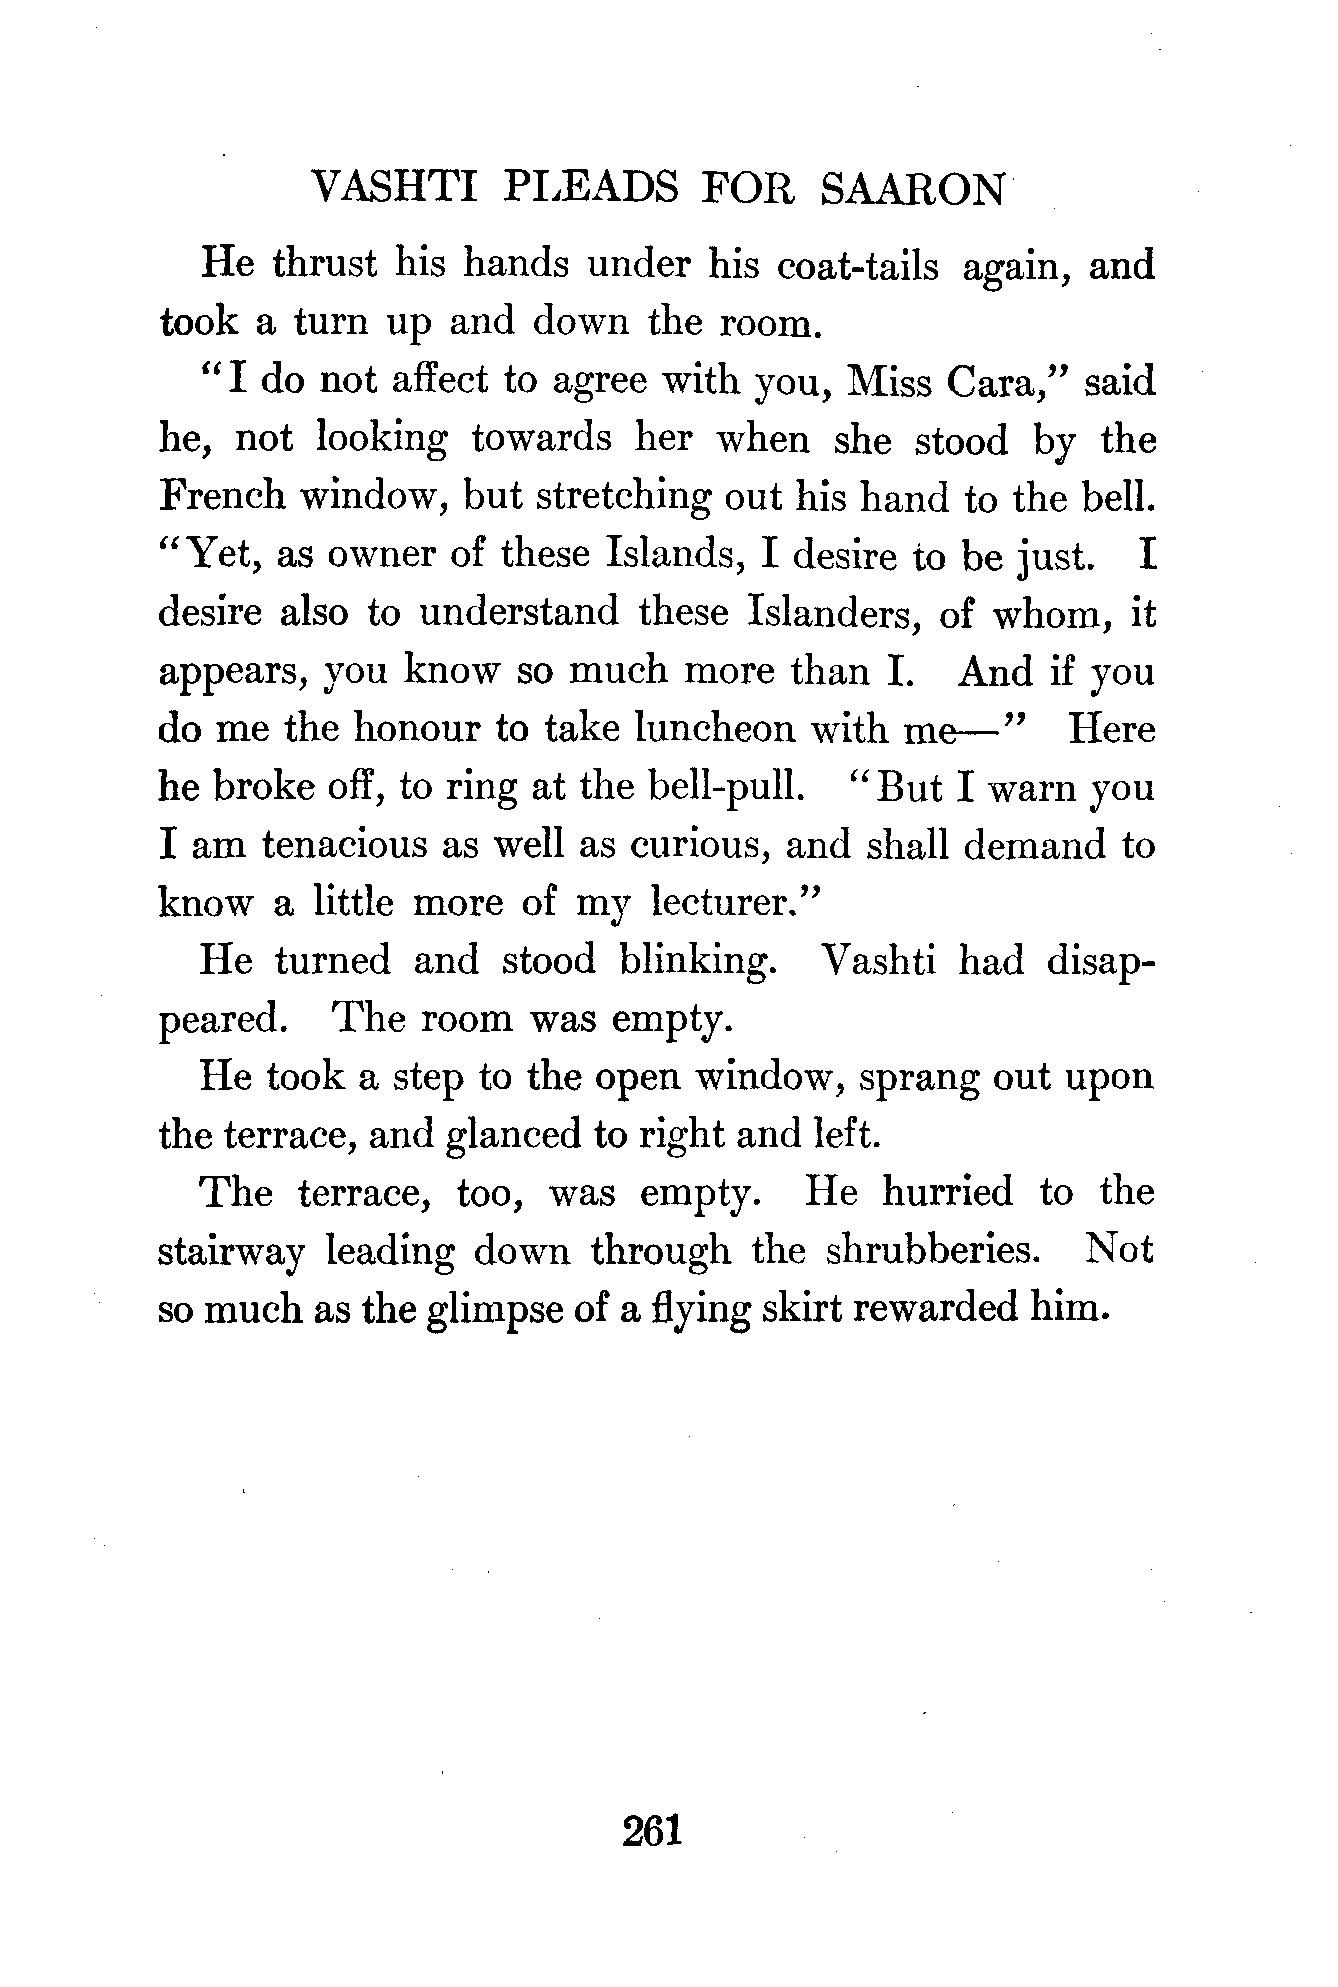 VASHTI PLEADS FOR SAARON
He thrust his hands under his coat-tails again, and
took a turn up and down the room.
"I do not affect to agree with you, Miss Cara," said
he, not looking towards her when she stood by the
French window, but stretching out his hand to the bell.
"Yet, as owner of these Islands, I desire to be just. I
desire also to understand these Islanders, of whom, it
appears, you know so much more than I. And if you
do me the honour to take luncheon with me—" Here
he broke off, to ring at the bell-pull. "But I warn you
I am tenacious as well as curious, and shall demand to
know a little more of my lecturer."
He turned and stood blinking. Vashti had disap-
peared. The room was empty.
He took a step to the open window, sprang out upon
the terrace, and glanced to right and left.
The terrace, too, was empty. He hurried to the
stairway leading down through the shrubberies. Not
so much as the glimpse of a flying skirt rewarded him.
261